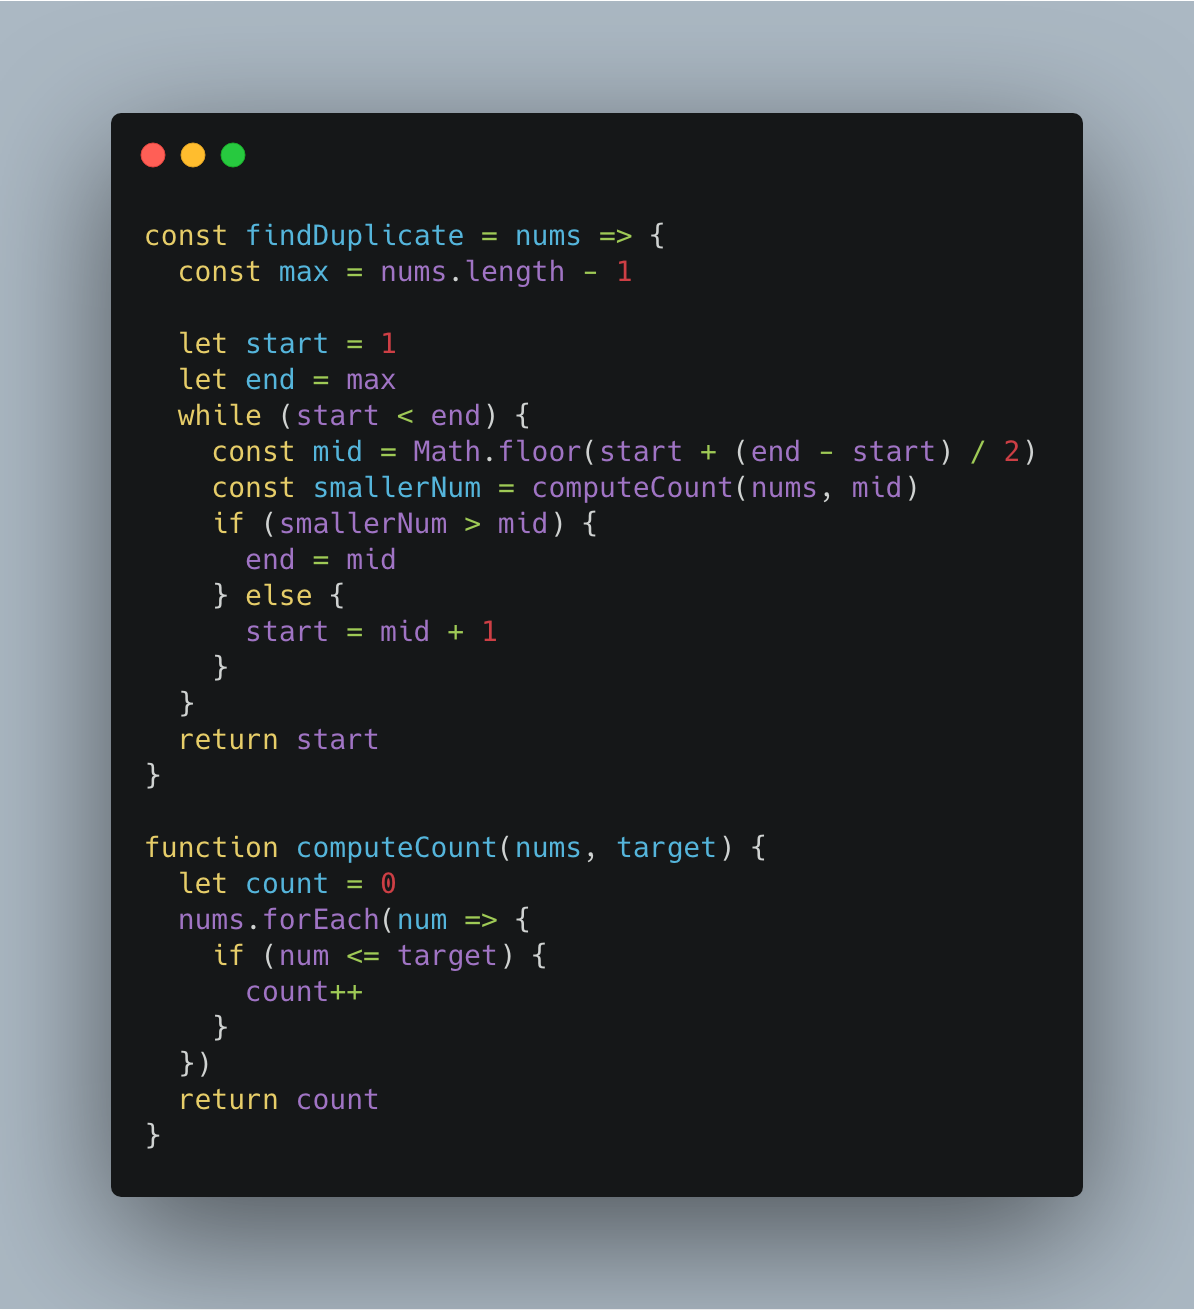 const findDuplicate = nums => {
  const max = nums.length - 1

  let start = 1
  let end = max
  while (start < end) {
    const mid = Math.floor(start + (end - start) / 2)
    const smallerNum = computeCount(nums, mid)
    if (smallerNum > mid) {
      end = mid
    } else {
      start = mid + 1
    }
  }
  return start
}

function computeCount(nums, target) {
  let count = 0
  nums.forEach(num => {
    if (num <= target) {
      count++
    }
  })
  return count
}